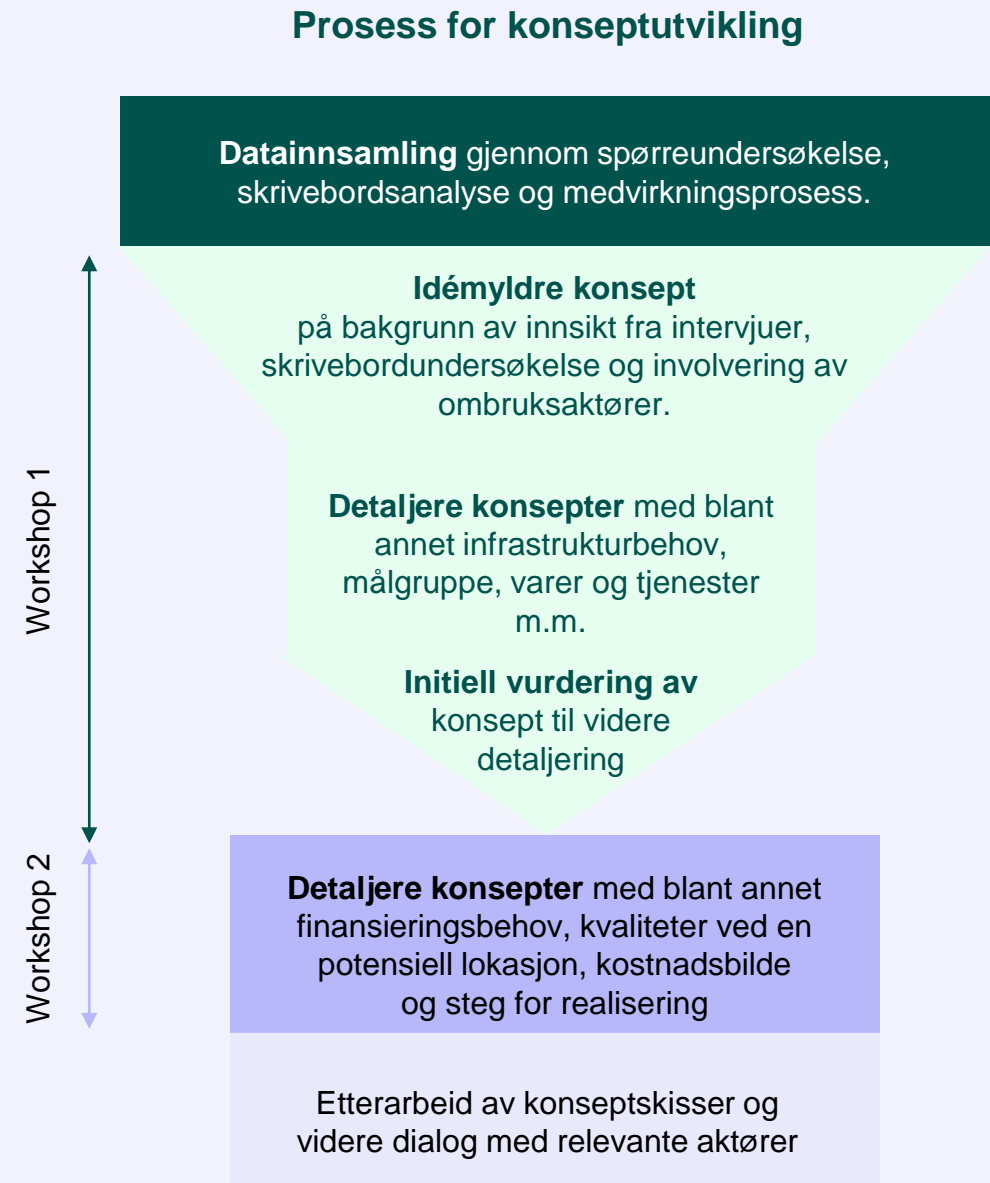 Prosess for konseptutvikling
Datainnsamling gjennom spørreundersøkelse,
skrivebordsanalyse og medvirkningsprosess.
Workshop 1
Idémyldre konsept
på bakgrunn av innsikt fra intervjuer,
skrivebordundersøkelse og involvering av
ombruksaktører.
Detaljere konsepter med blant
annet infrastrukturbehov,
målgruppe, varer og tjenester
m.m.
Initiell vurdering av
konsept til videre
detaljering
Workshop 2
Detaljere konsepter med blant annet
finansieringsbehov, kvaliteter ved en
potensiell lokasjon, kostnadsbilde
og steg for realisering
Etterarbeid av konseptskisser og
videre dialog med relevante aktører